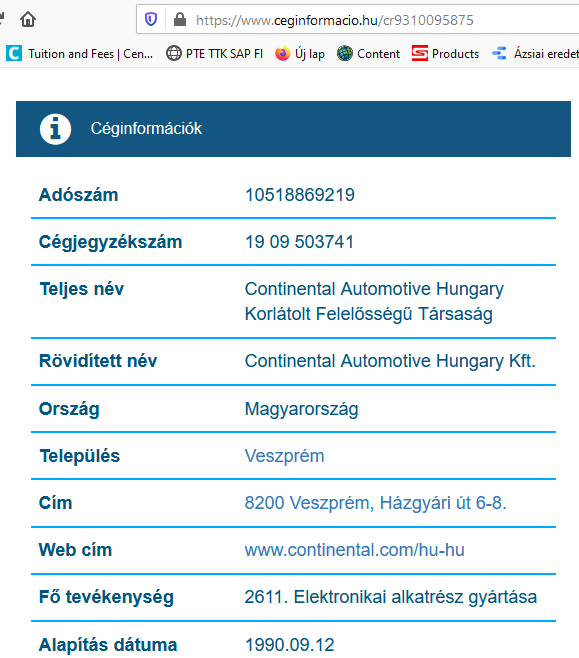 https://www.ceginformacio.hu/cr9310095875
Tuition and Fees | Cen...
PTE TTK SAP FI
Új lap
Content
Products
Ázsiai eredet
Céginformációk
Adószám 10518869219
Cégjegyzékszám 19 09 503741
Teljes név Continental Automotive Hungary
Korlátolt Felelősségű Társaság
Rövidített név Continental Automotive Hungary Kft.
Ország Magyarország
Település Veszprém
Cím 8200 Veszprém, Házgyári út 6-8.
Web cím www.continental.com/hu-hu
Fő tevékenység 2611. Elektronikai alkatrész gyártása
Alapítás dátuma 1990.09.12